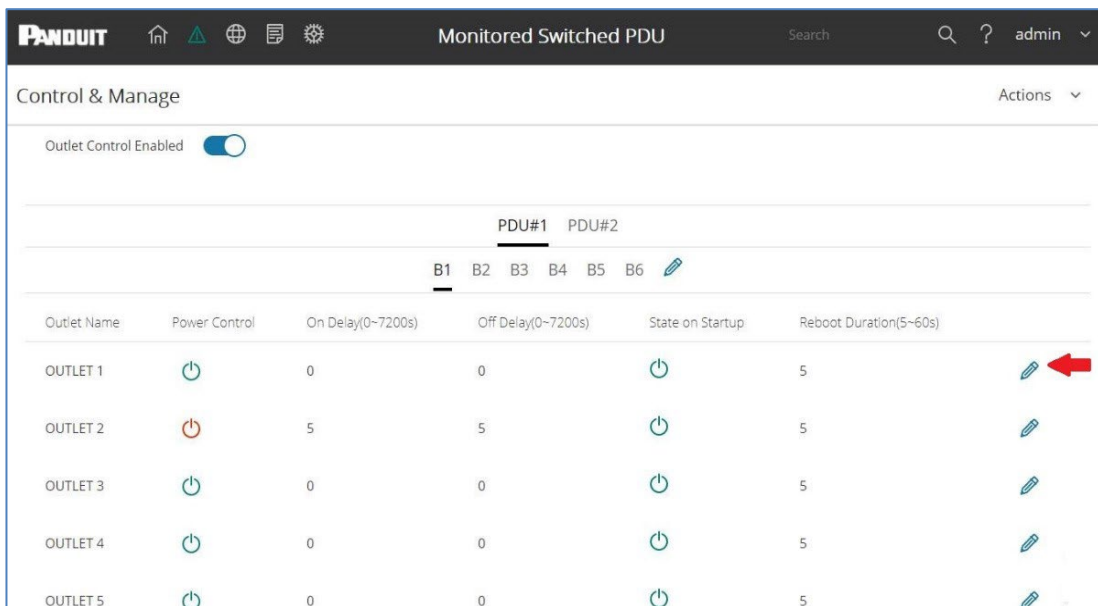 PANDUIT Monitored Switched PDU Search ? admin
Control & Manage Actions
Outlet Control Enabled
PDU#1 PDU#2
B1 B2 B3 B4 B5 B6
Outlet Name Power Control On Delay(0~7200s) Off Delay(0~7200s) State on Startup Reboot Duration(5~60s)
OUTLET 1 0 0 5
OUTLET 2 5 5 5
OUTLET 3 0 0 5
OUTLET 4 0 0 5
OUTLET 5 0 0 5